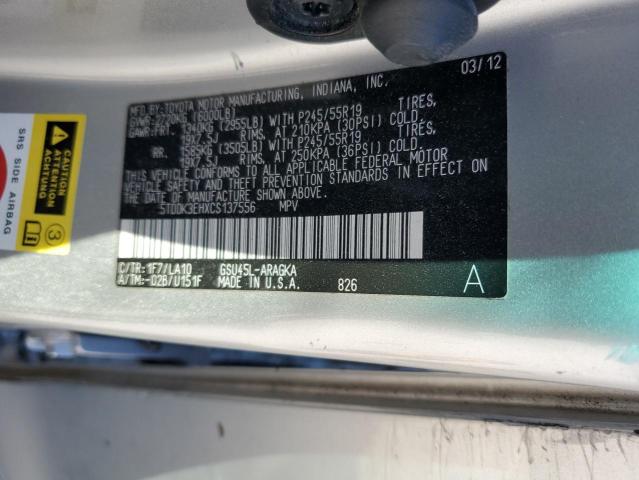 03/12
MFD. BY:TOYOTA MOTOR MANUFACTURING, INDIANA, INC.
GVWR 2720KG (6000LB)
GAWR:FRT. 1340KG (2955LB) WITH P245/55R19 TIRES,
19X7.5J RIMS, AT 210KPA (30PSI) COLD.
RR. 1585KG (3505LB) WITH P245/55R19 TIRES,
19X7.5J RIMS, AT 250KPA (36PSI) COLD.
THIS VEHICLE CONFORMS TO ALL APPLICABLE FEDERAL MOTOR
VEHICLE SAFETY AND THEFT PREVENTION STANDARDS IN EFFECT ON
THE DATE OF MANUFACTURE SHOWN ABOVE.
5TDDK3EHXCS137556 MPV
C/TR: 1F7/LA10 GSU45L-ARAGKA
A/TM:-02B/U151F MADE IN U.S.A. 826
A
SRS SIDE AIRBAG
CAUTION
ATTENTION
ACHTUNG
3